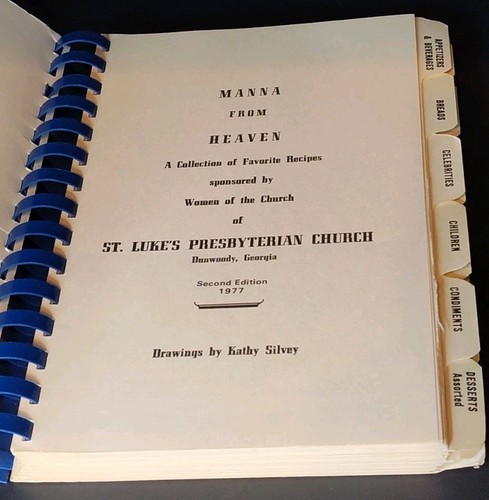 MANNA
FROM
HEAVEN
A Collection of Favorite Recipes
sponsored by
Women of the Church
of
ST. LUKE'S PRESBYTERIAN CHURCH
Dunwoody, Georgia
Second Edition
1977
Drawings by Kathy Silvey
APPETIZERS
& BEVERAGES
BREADS
CELEBRITIES
CHILDREN
CONDIMENTS
DESSERTS
Assorted